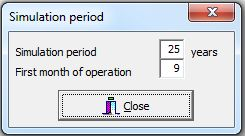 Simulation period
Simulation period 25 years
First month of operation 9
Close